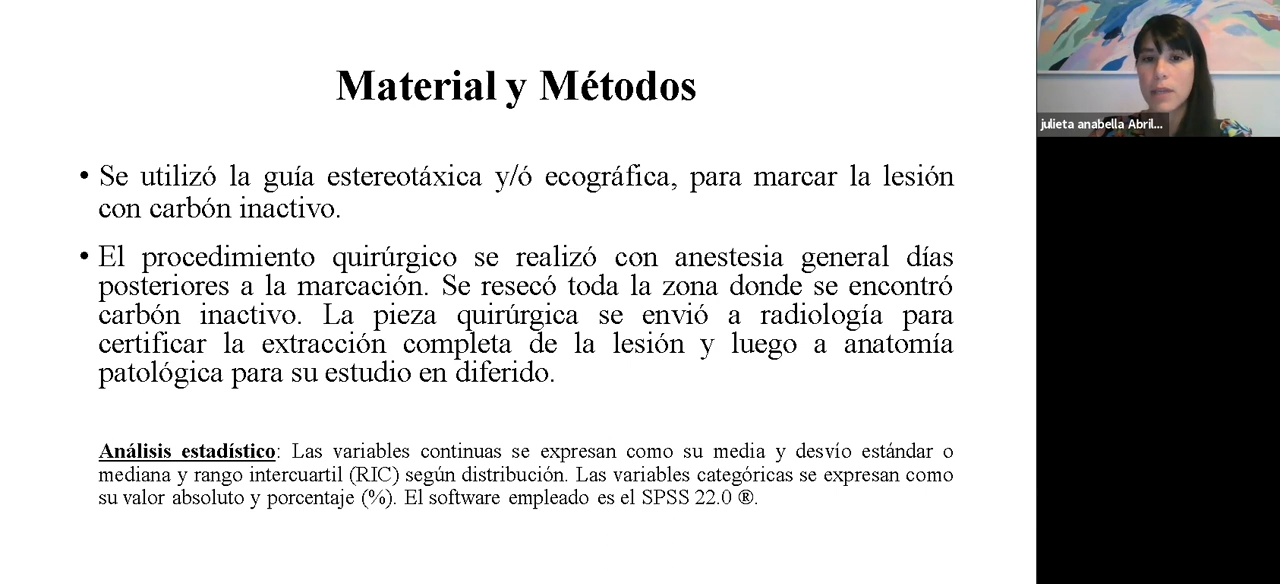 Material y Métodos
• Se utilizó la guía estereotáxica y/ó ecográfica, para marcar la lesión
con carbón inactivo.
• El procedimiento quirúrgico se realizó con anestesia general días
posteriores a la marcación. Se resecó toda la zona donde se encontró
carbón inactivo. La pieza quirúrgica se envió a radiología para
certificar la extracción completa de la lesión y luego a anatomía
patológica para su estudio en diferido.
Análisis estadístico: Las variables continuas se expresan como su media y desvío estándar o
mediana y rango intercuartil (RIC) según distribución. Las variables categóricas se expresan como
su valor absoluto y porcentaje (%). El software empleado es el SPSS 22.0 ®.
julieta anabella Abril...